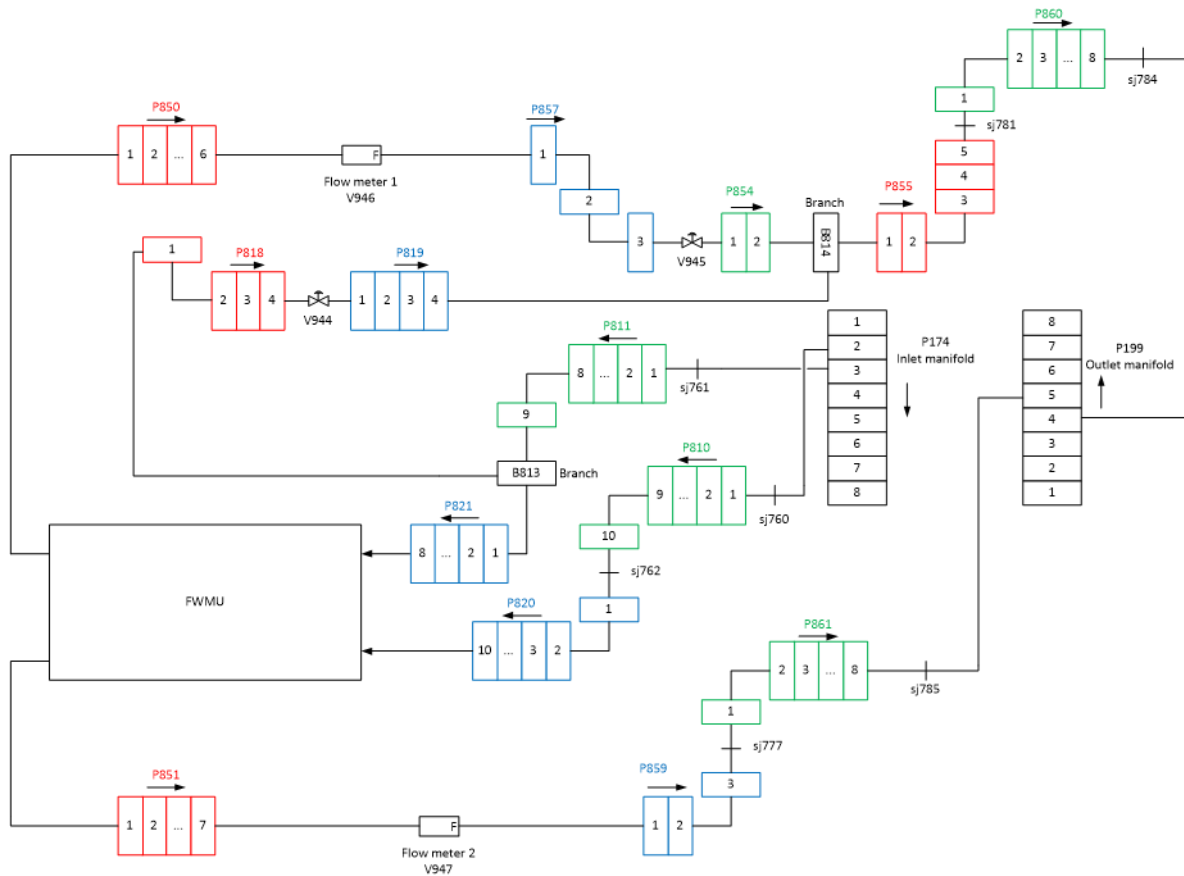 P860
2 3 ... 8
sj784
1
sj781
P850
1 2 ... 6
F
Flow meter 1
V946
P857
1
2
3
V945
P854
1 2
Branch
B814
P855
1 2
5
4
3
1
P818
2 3 4
V944
P819
1 2 3 4
P811
8 ... 2 1
sj761
9
B813
Branch
1
2
3
4
5
6
7
8
P174
Inlet manifold
8
7
6
5
4
3
2
1
P199
Outlet manifold
P810
9 ... 2 1
sj760
10
sj762
1
P821
8 ... 2 1
FWMU
P820
10 ... 3 2
P861
2 3 ... 8
sj785
1
sj777
3
P851
1 2 ... 7
F
Flow meter 2
V947
P859
1 2